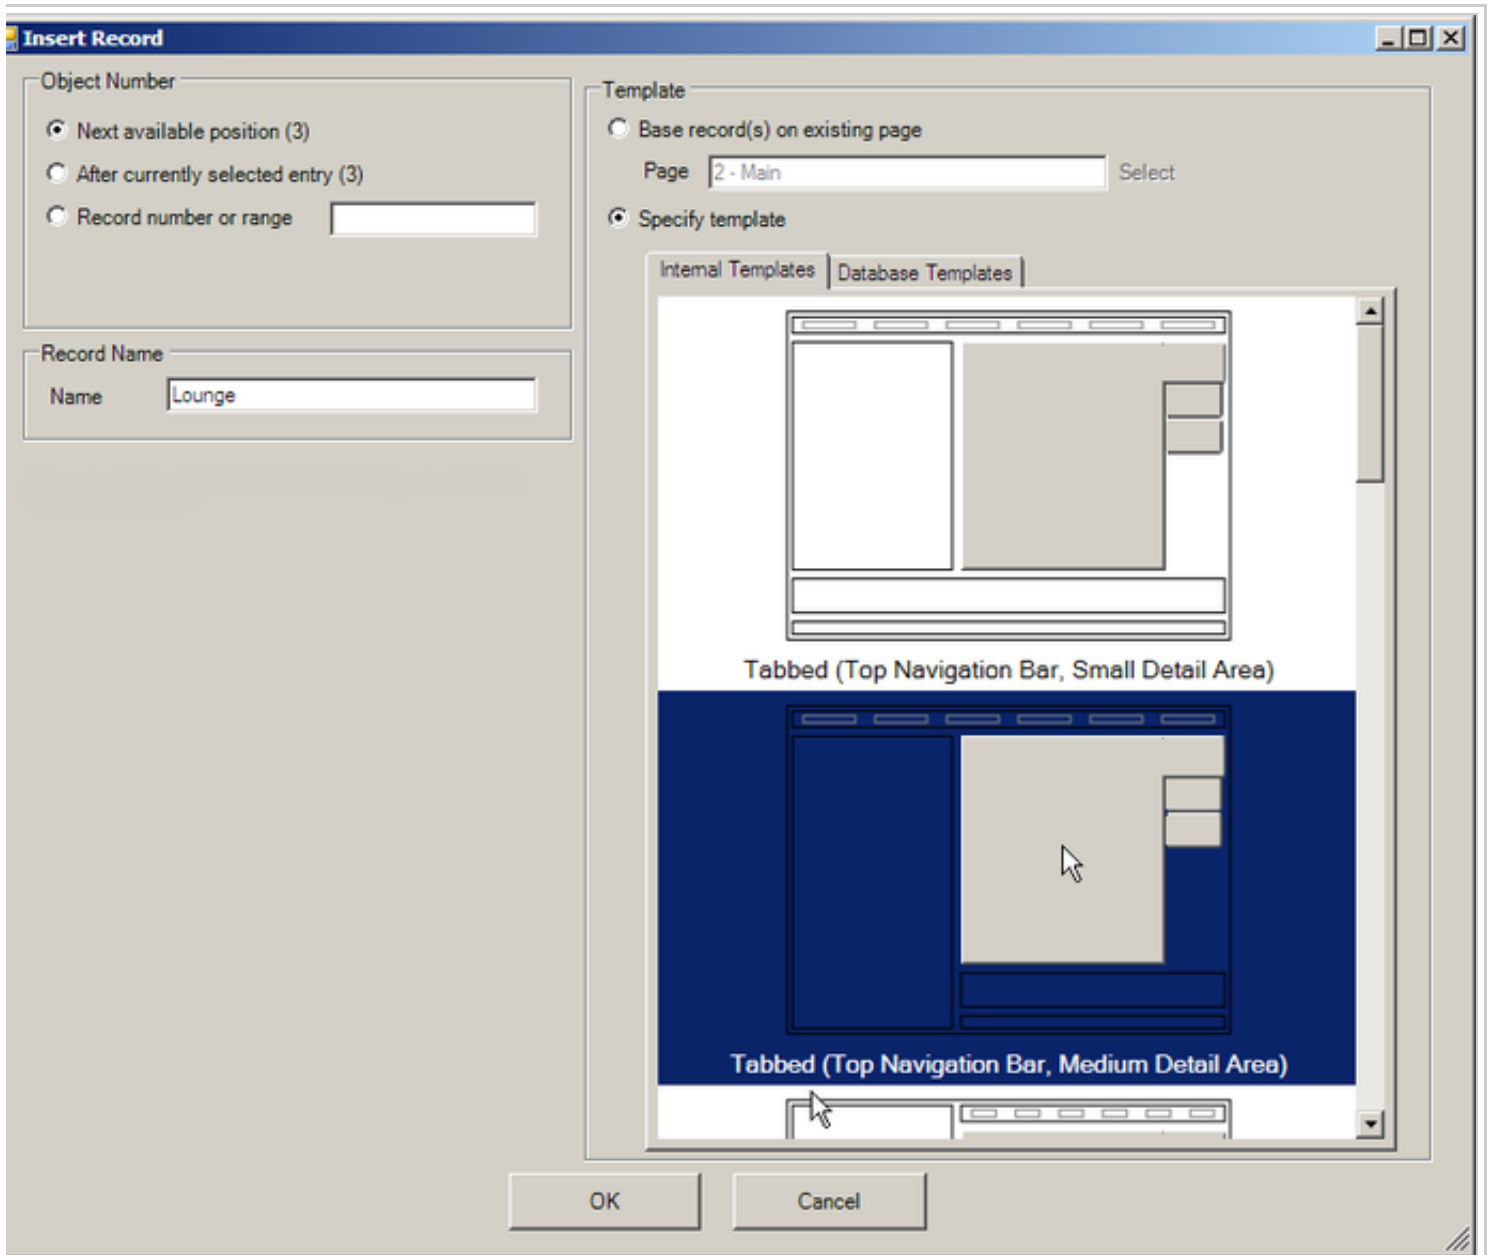 Insert Record
Object Number
Next available position (3)
After currently selected entry (3)
Record number or range
Record Name
Name Lounge
Template
Base record(s) on existing page
Page 2 - Main Select
Specify template
Internal Templates Database Templates
Tabbed (Top Navigation Bar, Small Detail Area)
Tabbed (Top Navigation Bar, Medium Detail Area)
OK Cancel